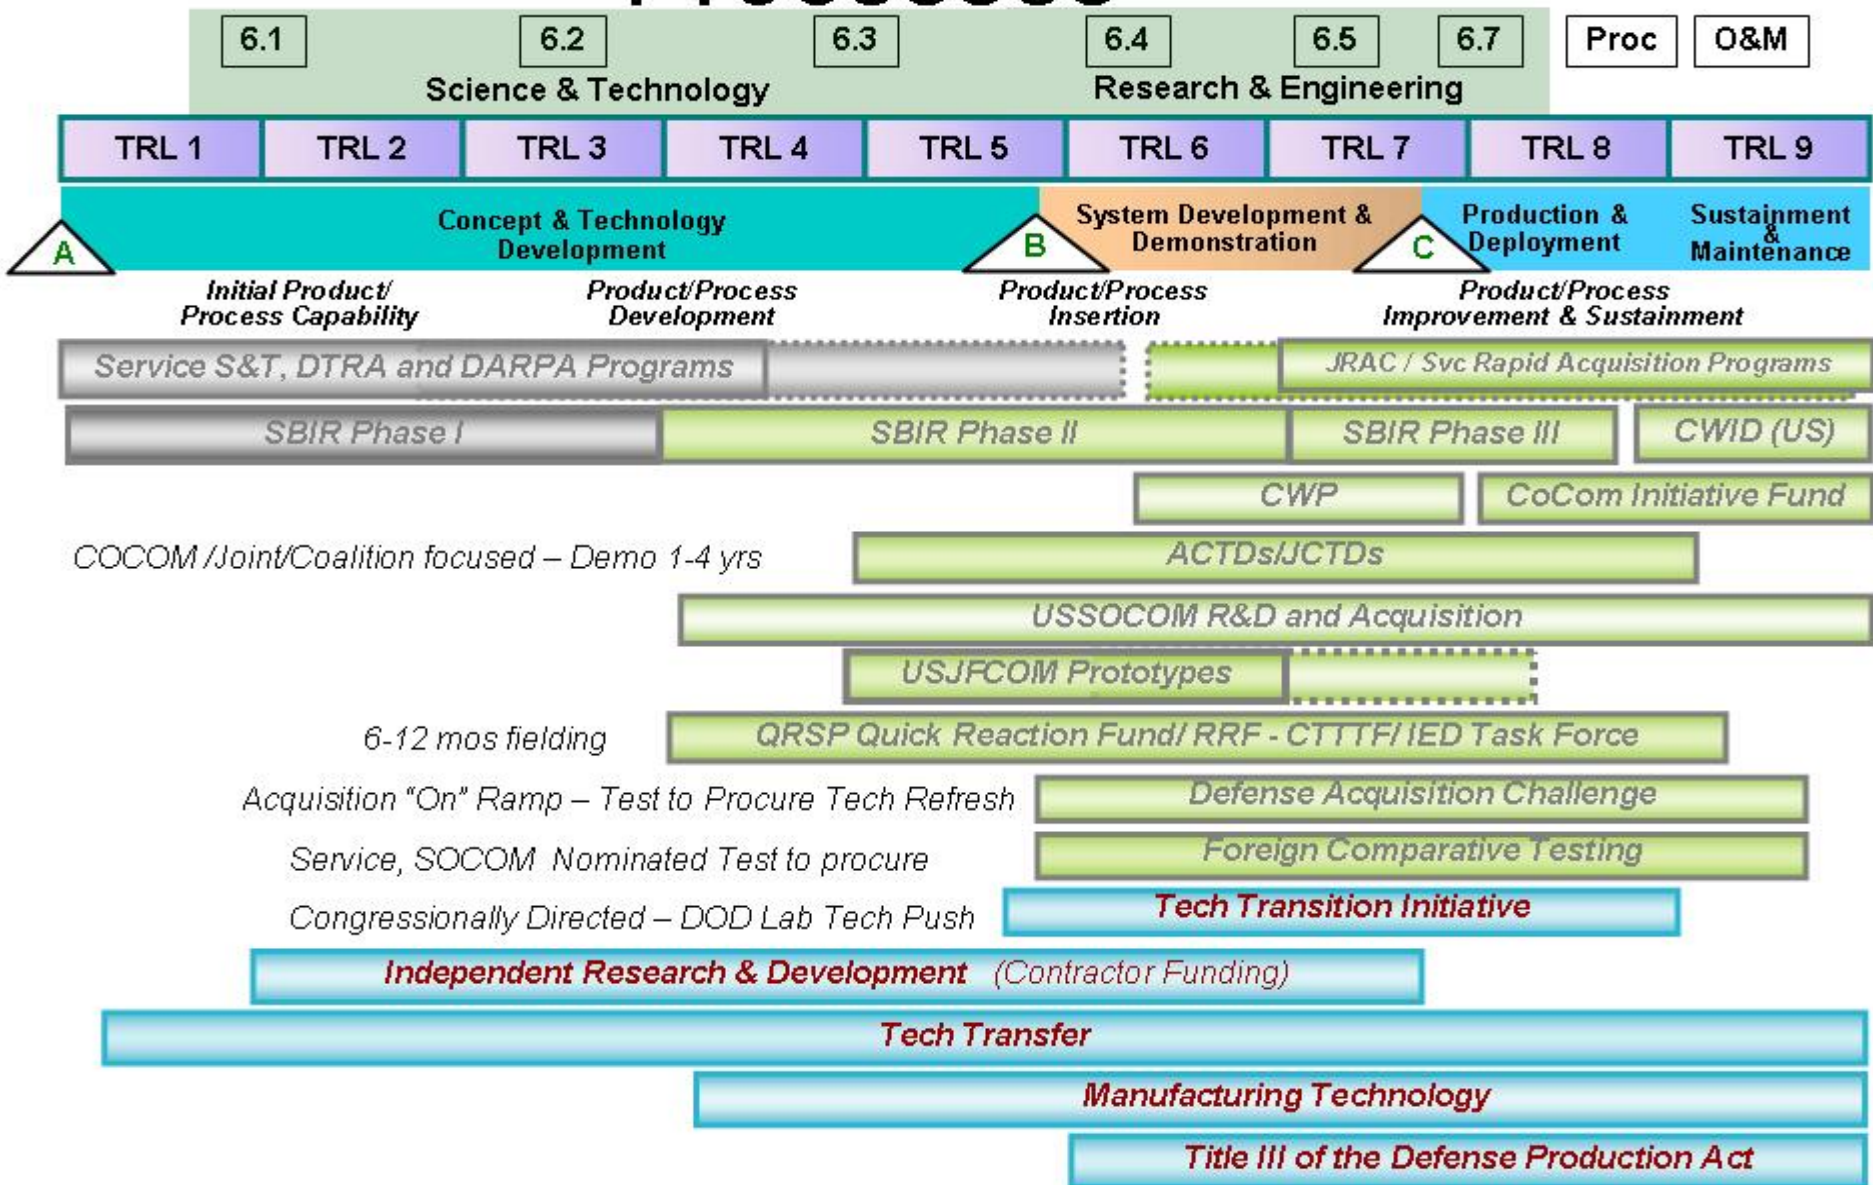 Processes
6.1 6.2 6.3 6.4 6.5 6.7 Proc O&M
Science & Technology Research & Engineering
TRL 1 TRL 2 TRL 3 TRL 4 TRL 5 TRL 6 TRL 7 TRL 8 TRL 9
A
Concept & Technology
Development
B
System Development &
Demonstration
C
Production &
Deployment
Sustainment
&
Maintenance
Initial Product/
Process Capability
Product/Process
Development
Product/Process
Insertion
Product/Process
Improvement & Sustainment
Service S&T, DTRA and DARPA Programs JRAC / Svc Rapid Acquisition Programs
SBIR Phase I SBIR Phase II SBIR Phase III CWID (US)
CWP CoCom Initiative Fund
COCOM /Joint/Coalition focused – Demo 1-4 yrs ACTDs/JCTDs
USSOCOM R&D and Acquisition
USJFCOM Prototypes
6-12 mos fielding QRSP Quick Reaction Fund/ RRF - CTTTF/ IED Task Force
Acquisition "On" Ramp – Test to Procure Tech Refresh Defense Acquisition Challenge
Service, SOCOM Nominated Test to procure Foreign Comparative Testing
Congressionally Directed – DOD Lab Tech Push Tech Transition Initiative
Independent Research & Development (Contractor Funding)
Tech Transfer
Manufacturing Technology
Title III of the Defense Production Act